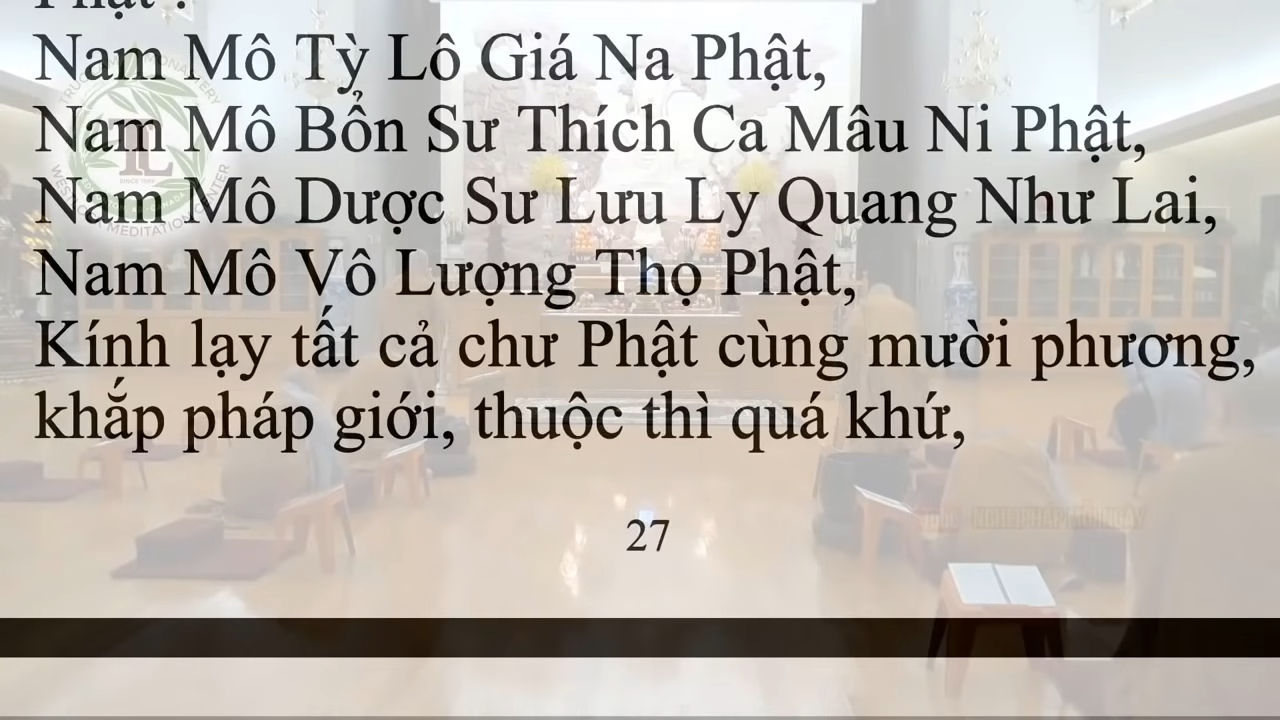 Phật :
Nam Mô Tỳ Lô Giá Na Phật,
Nam Mô Bổn Sư Thích Ca Mâu Ni Phật,
Nam Mô Dược Sư Lưu Ly Quang Như Lai,
Nam Mô Vô Lượng Thọ Phật,
Kính lạy tất cả chư Phật cùng mười phương,
khắp pháp giới, thuộc thì quá khứ,
27